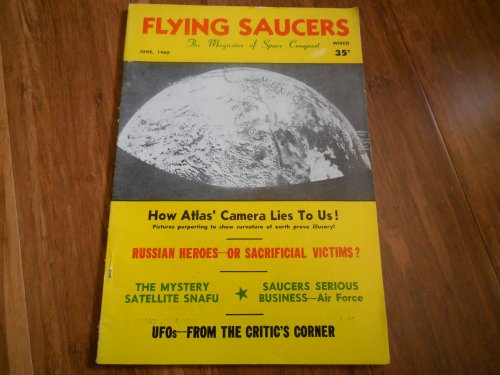 FLYING SAUCERS
The Magazine of Space Conquest
WISCO
JUNE, 1960
35¢
How Atlas' Camera Lies To Us!
Pictures purporting to show curvature of earth prove illusory!
RUSSIAN HEROES—OR SACRIFICIAL VICTIMS?
THE MYSTERY
SATELLITE SNAFU
SAUCERS SERIOUS
BUSINESS—Air Force
UFOs—FROM THE CRITIC'S CORNER